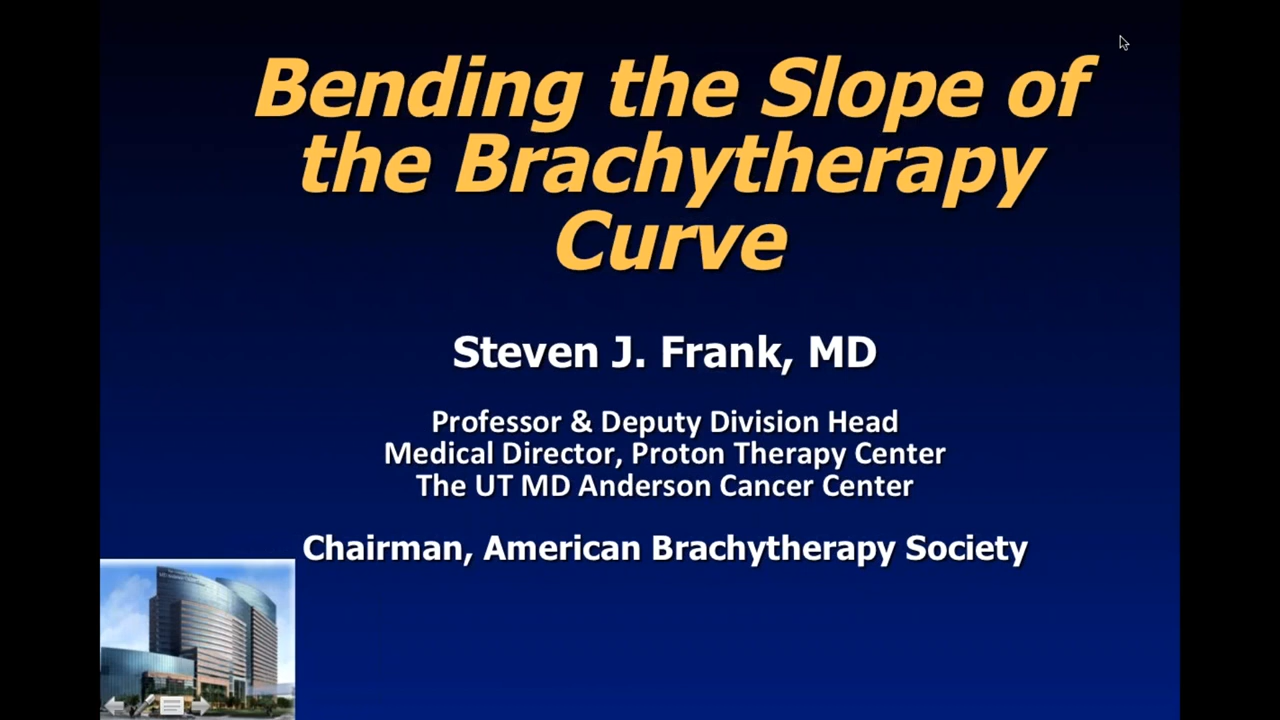 Bending the Slope of
the Brachytherapy
Curve
Steven J. Frank, MD
Professor & Deputy Division Head
Medical Director, Proton Therapy Center
The UT MD Anderson Cancer Center
Chairman, American Brachytherapy Society